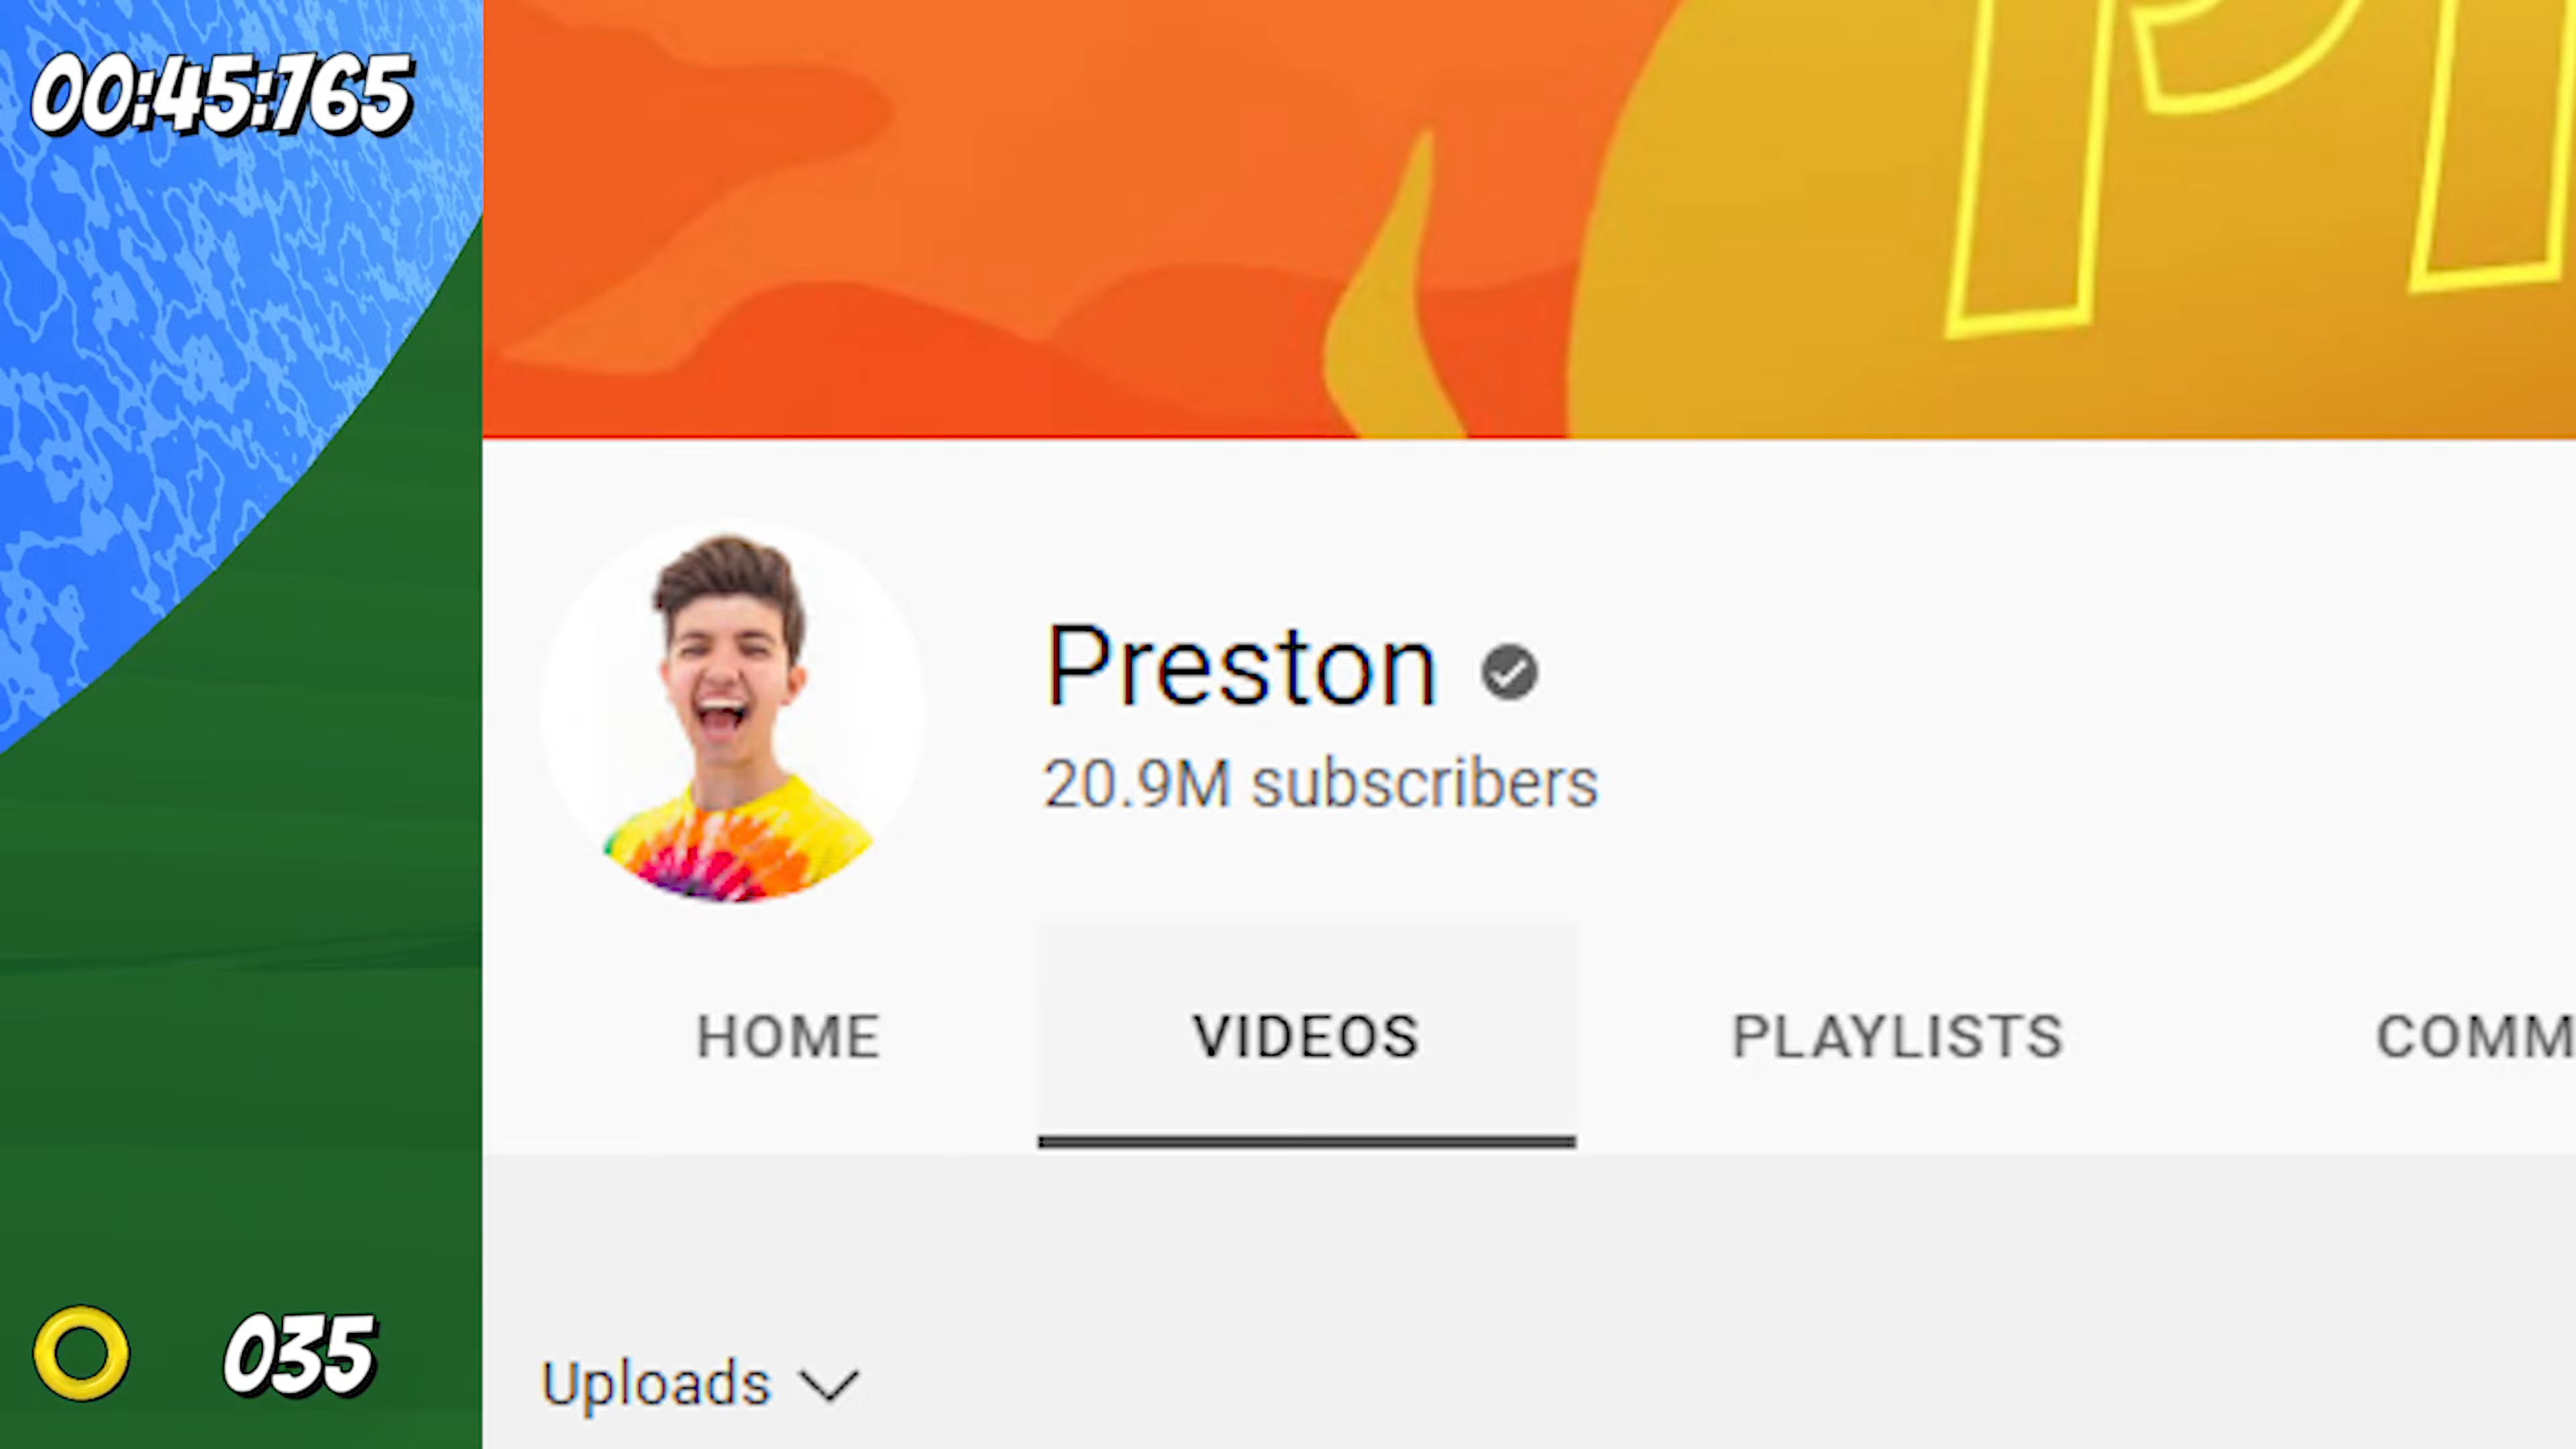 00:45:765
Preston
20.9M subscribers
HOME VIDEOS PLAYLISTS COMM
Uploads
035